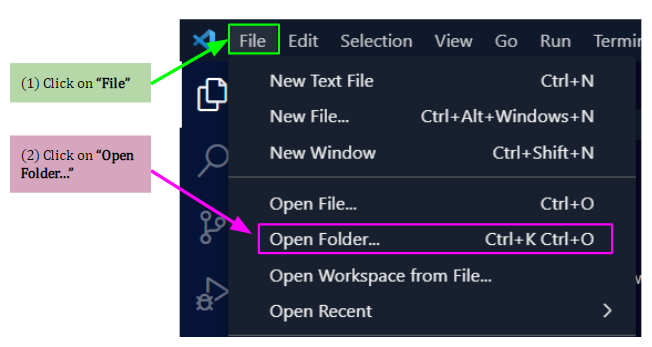 File Edit Selection View Go Run Termin
(1) Click on “File”
New Text File Ctrl+N
New File... Ctrl+Alt+Windows+N
(2) Click on “Open
Folder...”
New Window Ctrl+Shift+N
Open File... Ctrl+O
Open Folder... Ctrl+K Ctrl+O
Open Workspace from File...
Open Recent